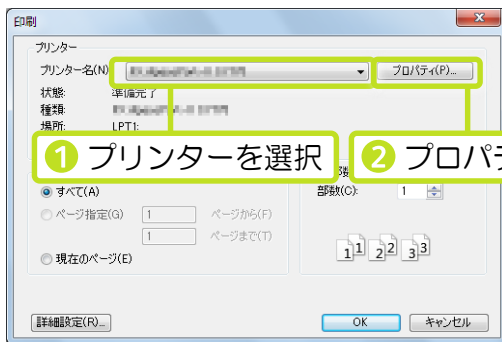 印刷
プリンター
プリンター名(N)
プロパティ(P)...
状態:
準備完了
種類:
場所:
LPT1:
1 プリンターを選択
2 プロパ
すべて(A)
部数(C):
1
ページ指定(G)
1
ページから(F)
1
ページまで(T)
現在のページ(E)
1 1 2 2 3 3
詳細設定(R)...
OK
キャンセル